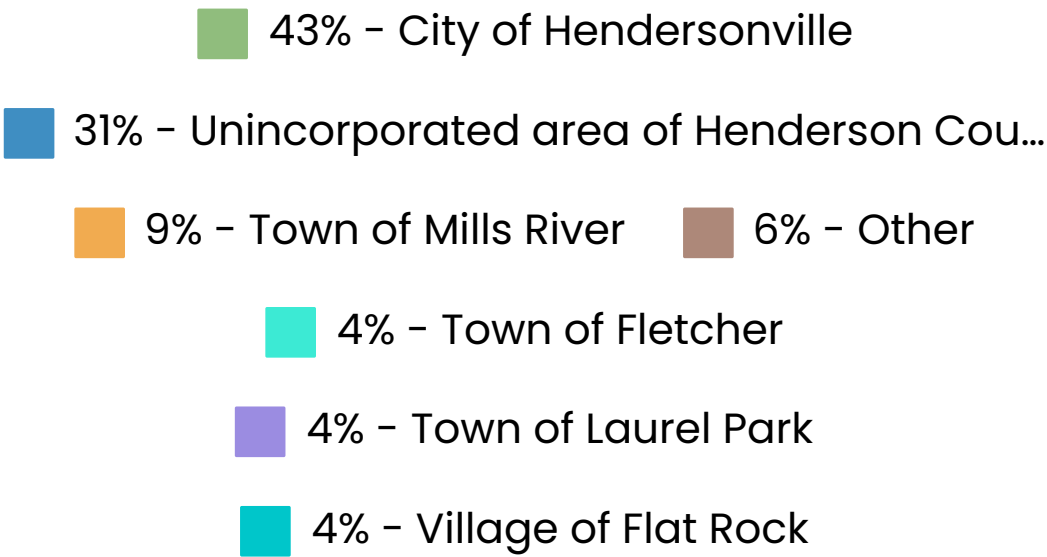 43% - City of Hendersonville
31% - Unincorporated area of Henderson Cou...
9% - Town of Mills River 6% - Other
4% - Town of Fletcher
4% - Town of Laurel Park
4% - Village of Flat Rock